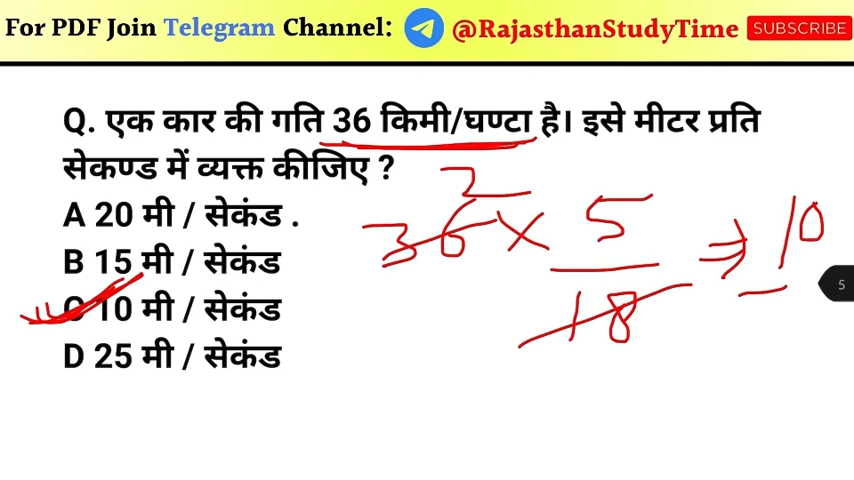 For PDF Join Telegram Channel: @RajasthanStudyTime SUBSCRIBE
Q. एक कार की गति 36 किमी/घण्टा है। इसे मीटर प्रति
सेकण्ड में व्यक्त कीजिए ?
A 20 मी / सेकंड .
B 15 मी / सेकंड
C 10 मी / सेकंड
D 25 मी / सेकंड
2
36 × 5 ⇒ 10
18
5